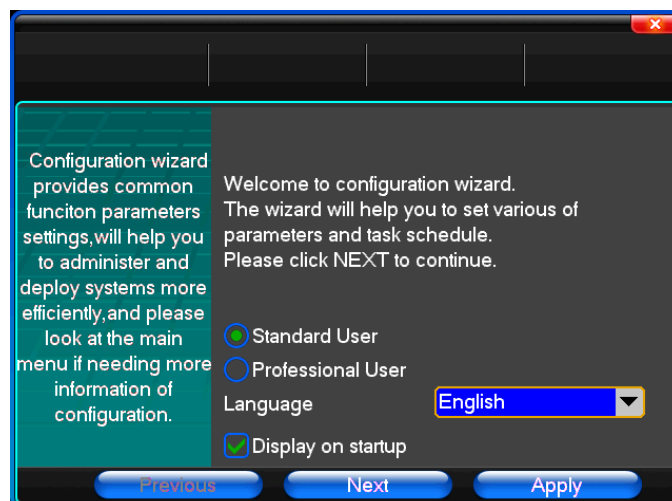 Configuration wizard
provides common
funciton parameters
settings,will help you
to administer and
deploy systems more
efficiently,and please
look at the main
menu if needing more
information of
configuration.
Welcome to configuration wizard.
The wizard will help you to set various of
parameters and task schedule.
Please click NEXT to continue.
Standard User
Professional User
Language English
Display on startup
Previous Next Apply